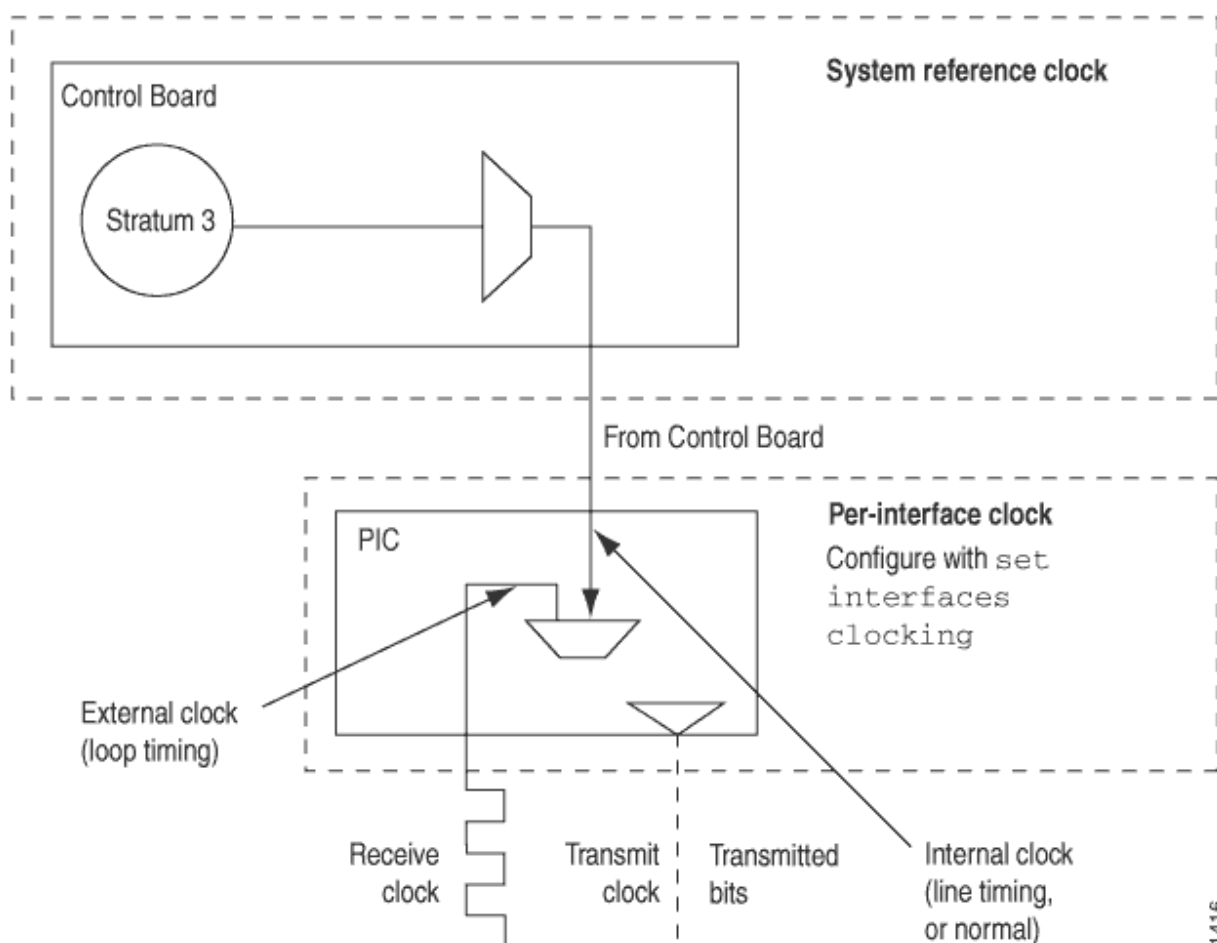 System reference clock
Control Board
Stratum 3
From Control Board
Per-interface clock
Configure with set
interfaces
clocking
PIC
External clock
(loop timing)
Receive
clock
Transmit
clock
Transmitted
bits
Internal clock
(line timing,
or normal)